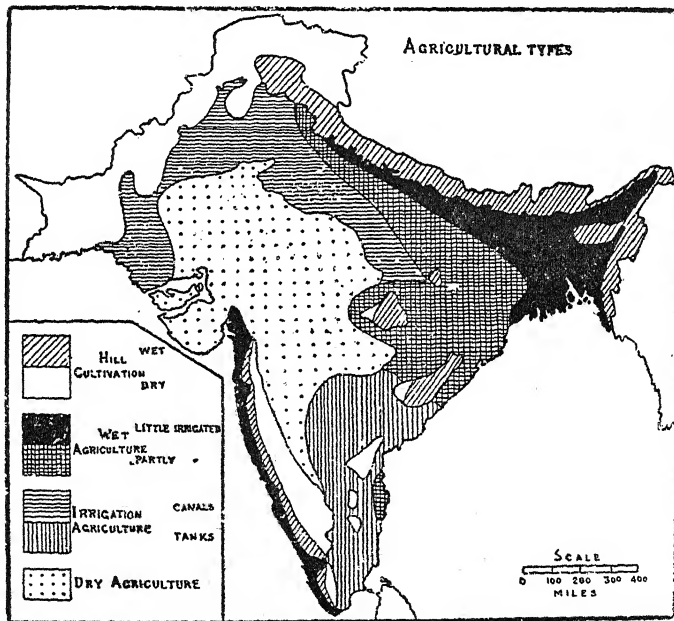 AGRICULTURAL TYPES
HILL WET
CULTIVATION DRY
WET LITTLE IRRIGATED
AGRICULTURE PARTLY
IRRIGATION CANALS
AGRICULTURE TANKS
DRY AGRICULTURE
SCALE
0 100 200 300 400
MILES